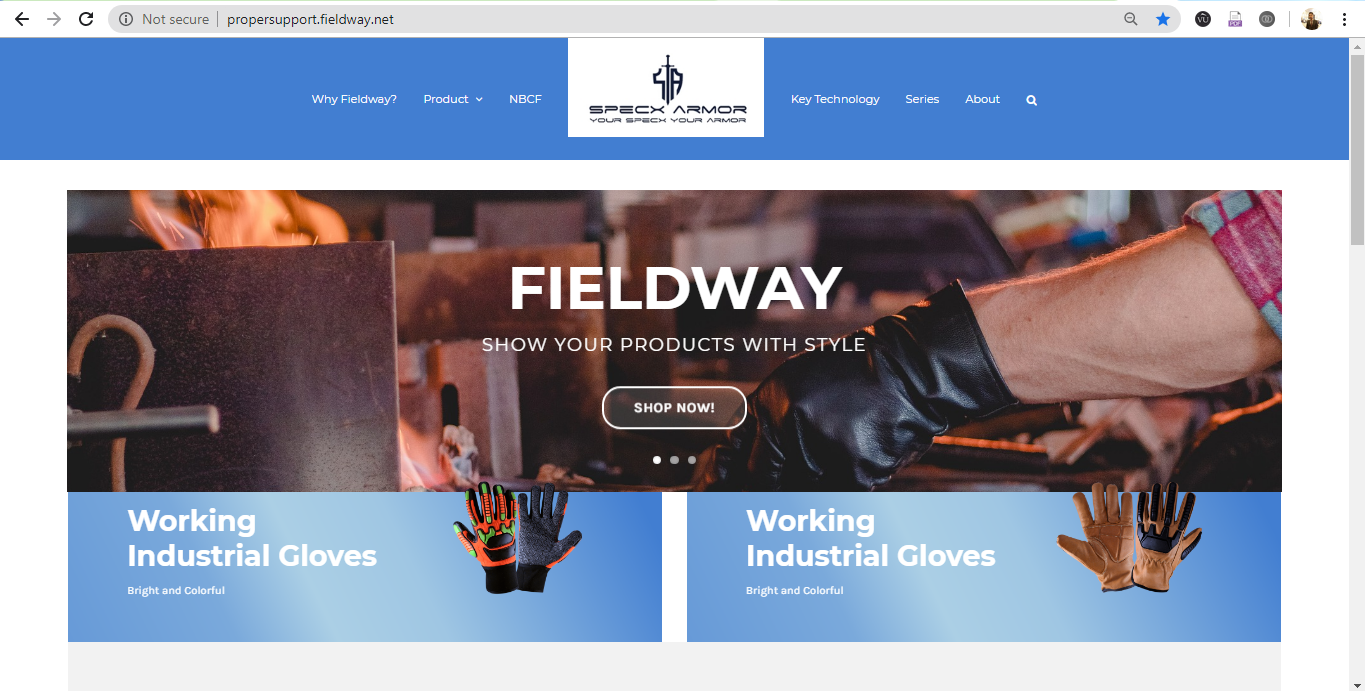 Not secure
propersupport.fieldway.net
Why Fieldway?
Product
NBCF
SPECX ARMOR
YOUR SPECX YOUR ARMOR
Key Technology
Series
About
FIELDWAY
SHOW YOUR PRODUCTS WITH STYLE
SHOP NOW!
Working
Industrial Gloves
Bright and Colorful
Working
Industrial Gloves
Bright and Colorful